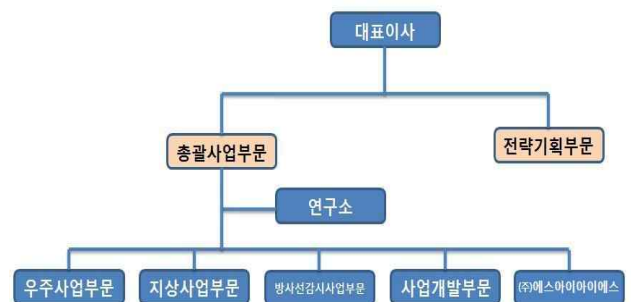 대표이사
총괄사업부문
전략기획부문
연구소
우주사업부문
지상사업부문
방사선감시사업부문
사업개발부문
(주)에스아이아이에스